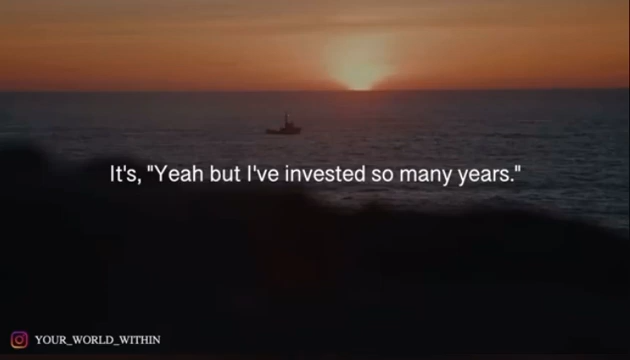 It's, "Yeah but I've invested so many years."
YOUR_WORLD_WITHIN